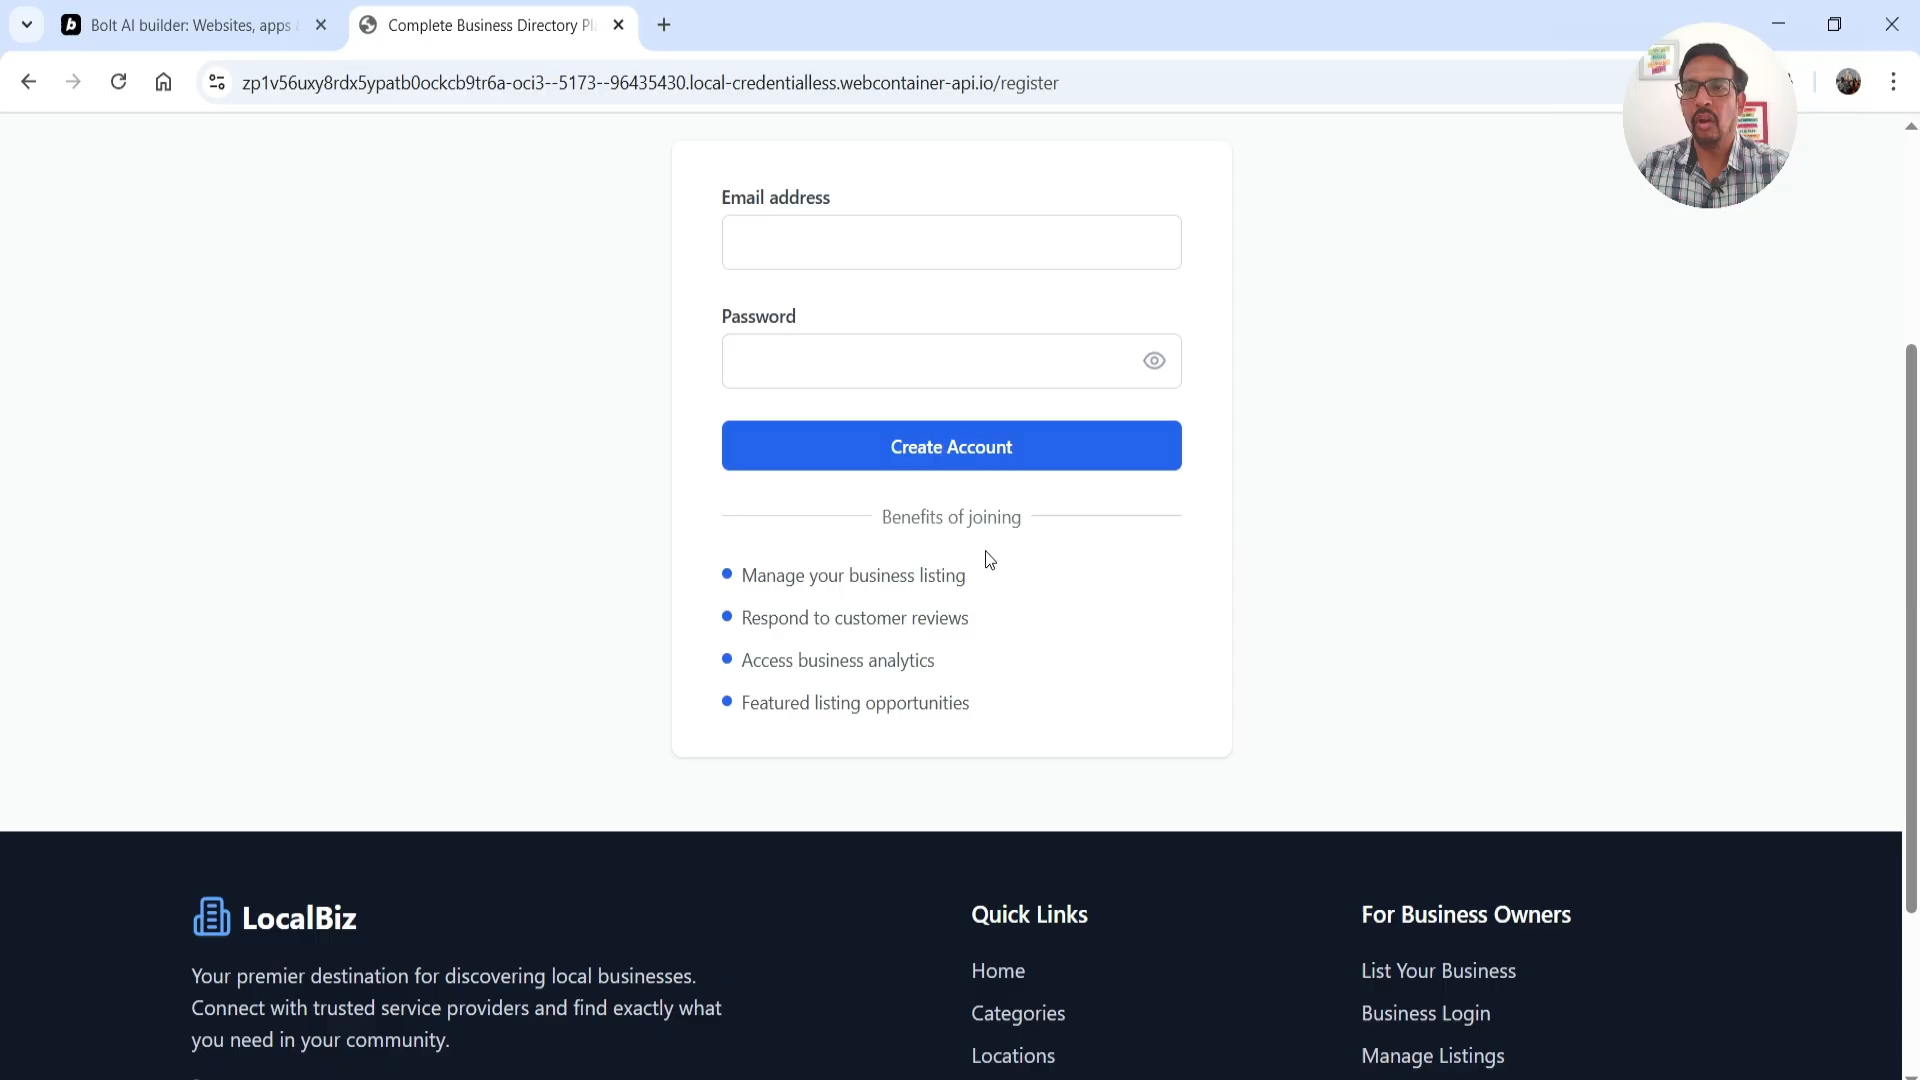 Bolt AI builder: Websites, apps
Complete Business Directory Pl
zp1v56uxy8rdx5ypatb0ockcb9tr6a-oci3--5173--96435430.local-credentialless.webcontainer-api.io/register
Email address
Password
Create Account
Benefits of joining
Manage your business listing
Respond to customer reviews
Access business analytics
Featured listing opportunities
LocalBiz
Your premier destination for discovering local businesses.
Connect with trusted service providers and find exactly what
you need in your community.
Quick Links
Home
Categories
Locations
For Business Owners
List Your Business
Business Login
Manage Listings